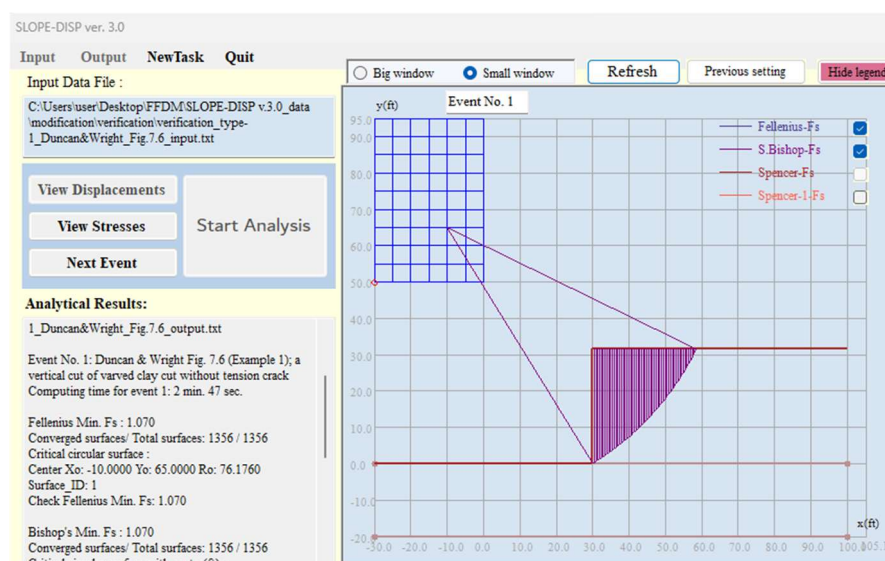 SLOPE-DISP ver. 3.0
Input Output NewTask Quit
Input Data File :
C:\Users\user\Desktop\FFDM\SLOPE-DISP v.3.0_data
\modification\verification\verification_type-
1_Duncan&Wright_Fig.7.6_input.txt
View Displacements
View Stresses
Next Event
Start Analysis
Analytical Results:
1_Duncan&Wright_Fig.7.6_output.txt
Event No. 1: Duncan & Wright Fig. 7.6 (Example 1); a
vertical cut of varved clay cut without tension crack
Computing time for event 1: 2 min. 47 sec.
Fellenius Min. Fs : 1.070
Converged surfaces/ Total surfaces: 1356 / 1356
Critical circular surface :
Center Xo: -10.0000 Yo: 65.0000 Ro: 76.1760
Surface_ID: 1
Check Fellenius Min. Fs: 1.070
Bishop's Min. Fs : 1.070
Converged surfaces/ Total surfaces: 1356 / 1356
Big window Small window Refresh Previous setting Hide legend
y(ft) Event No. 1
95.0
90.0
80.0
70.0
60.0
50.0
30.0
20.0
10.0
0.0
-10.0
-20.0
Fellenius-Fs
S.Bishop-Fs
Spencer-Fs
Spencer-1-Fs
x(ft)
-30.0 -20.0 -10.0 0.0 10.0 20.0 30.0 40.0 50.0 60.0 70.0 80.0 90.0 100.0